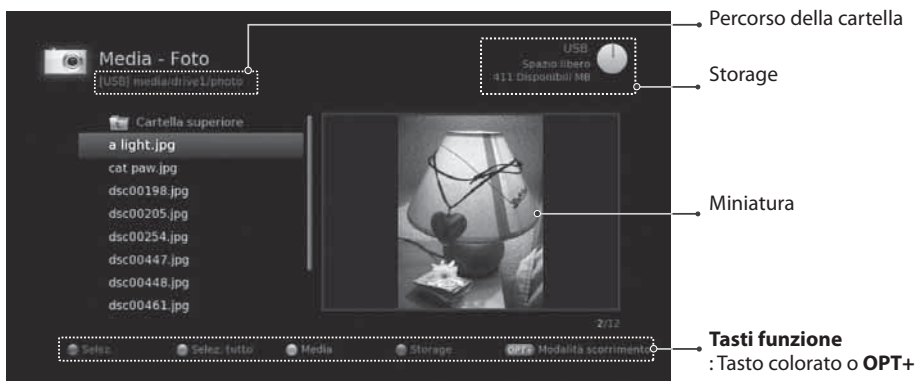 Media - Foto
[USB] media/drive1/photo
USB
Spazio libero
411 Disponibili MB
Cartella superiore
a light.jpg
cat paw.jpg
dsc00198.jpg
dsc00205.jpg
dsc00254.jpg
dsc00447.jpg
dsc00448.jpg
dsc00461.jpg
2/12
Selez.
Selez. tutto
Media
Storage
OPT+ Modalità scorrimento
Percorso della cartella
Storage
Miniatura
Tasti funzione
: Tasto colorato o OPT+